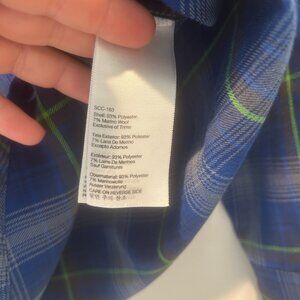 SCC-163
Shell: 93% Polyester
7% Merino Wool
Exclusive of Trims
Tela Exterior: 93% Polyester
7% Lana De Merino
Excepto Adornos
Extérieur: 93% Polyester
7% Laine De Merinos
Sauf Garnitures
Obermaterial: 93% Polyester
7% Merinowolle
Ausser Verzierung
CARE ON REVERSE SIDE